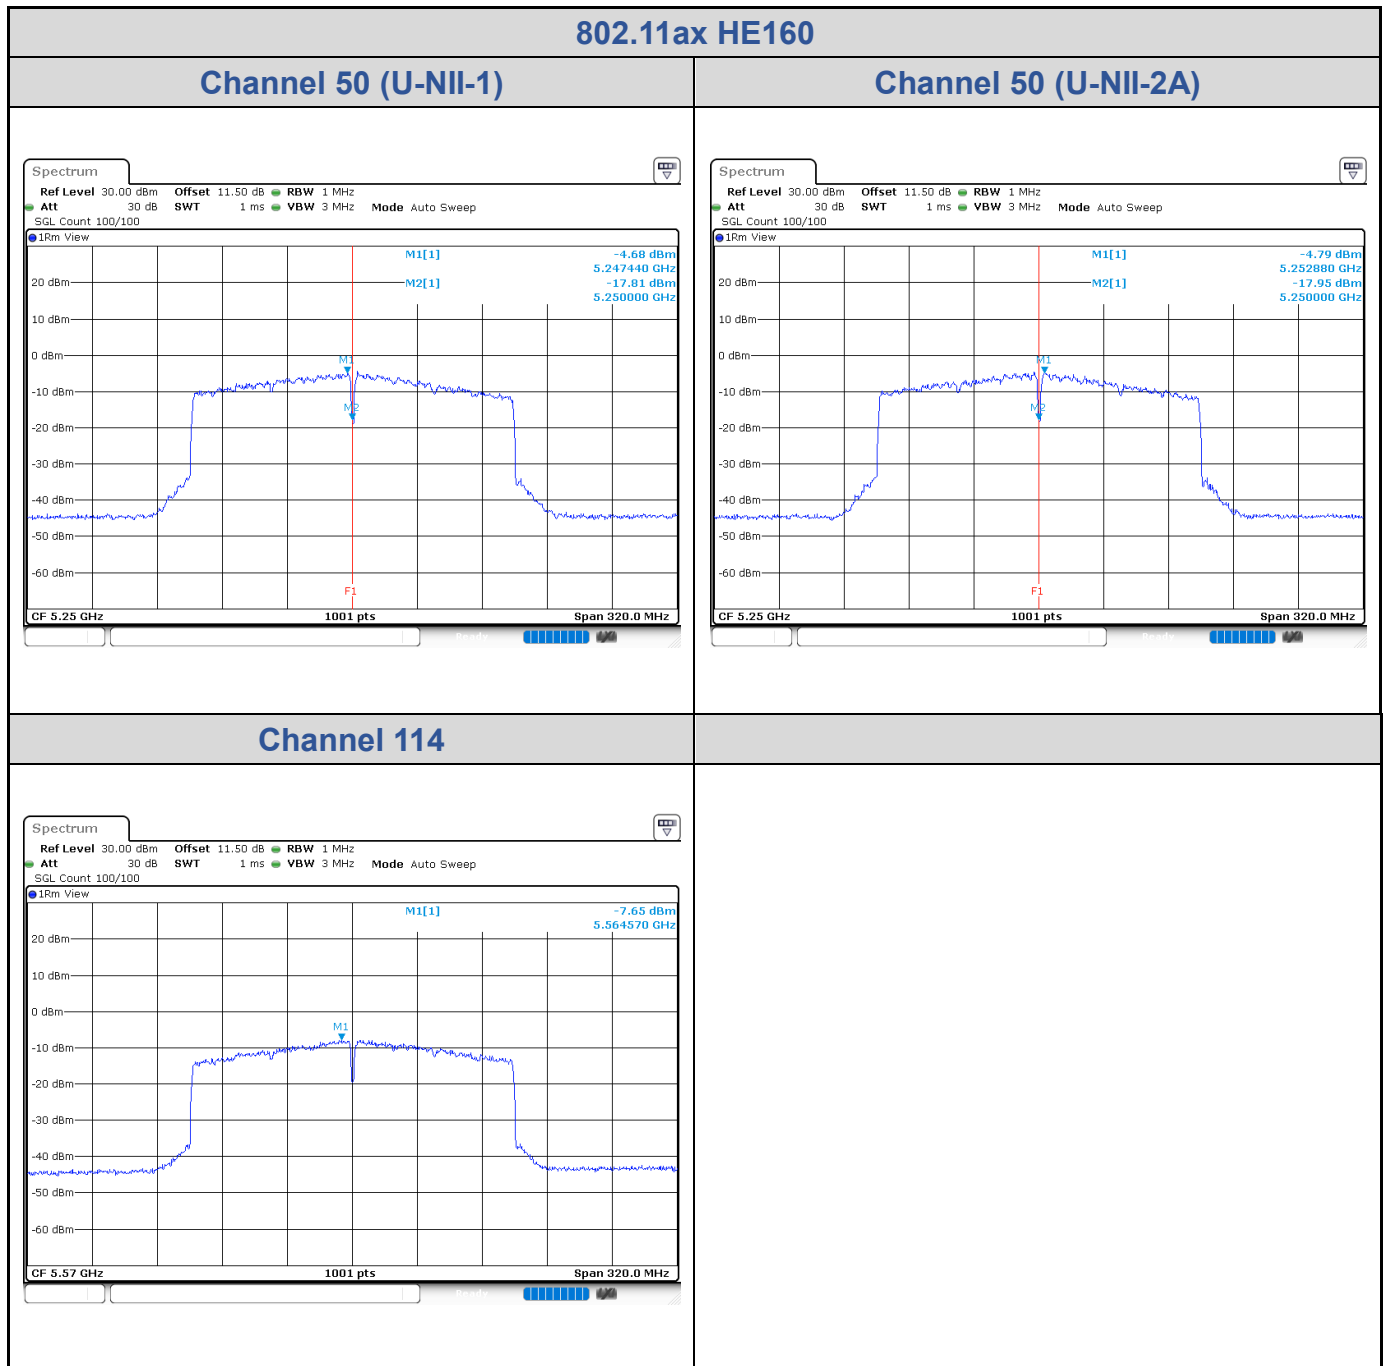 802.11ax HE160
Channel 50 (U-NII-1)
Channel 50 (U-NII-2A)
Spectrum
Ref Level 30.00 dBm Offset 11.50 dB RBW 1 MHz
Att 30 dB SWT 1 ms VBW 3 MHz Mode Auto Sweep
SGL Count 100/100
1Rm View
M1[1] -4.68 dBm
5.247440 GHz
M2[1] -17.81 dBm
5.250000 GHz
20 dBm
10 dBm
0 dBm
M1
-10 dBm
M2
-20 dBm
-30 dBm
-40 dBm
-50 dBm
-60 dBm
F1
CF 5.25 GHz 1001 pts Span 320.0 MHz
Ready
Spectrum
Ref Level 30.00 dBm Offset 11.50 dB RBW 1 MHz
Att 30 dB SWT 1 ms VBW 3 MHz Mode Auto Sweep
SGL Count 100/100
1Rm View
M1[1] -4.79 dBm
5.252880 GHz
M2[1] -17.95 dBm
5.250000 GHz
20 dBm
10 dBm
0 dBm
M1
-10 dBm
M2
-20 dBm
-30 dBm
-40 dBm
-50 dBm
-60 dBm
F1
CF 5.25 GHz 1001 pts Span 320.0 MHz
Ready
Channel 114
Spectrum
Ref Level 30.00 dBm Offset 11.50 dB RBW 1 MHz
Att 30 dB SWT 1 ms VBW 3 MHz Mode Auto Sweep
SGL Count 100/100
1Rm View
M1[1] -7.65 dBm
5.564570 GHz
20 dBm
10 dBm
0 dBm
M1
-10 dBm
-20 dBm
-30 dBm
-40 dBm
-50 dBm
-60 dBm
CF 5.57 GHz 1001 pts Span 320.0 MHz
Ready